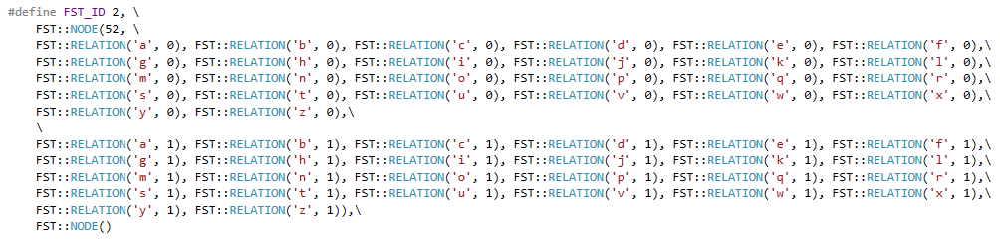 #define FST_ID 2, \
FST::NODE(52, \
FST::RELATION('a', 0), FST::RELATION('b', 0), FST::RELATION('c', 0), FST::RELATION('d', 0), FST::RELATION('e', 0), FST::RELATION('f', 0),\
FST::RELATION('g', 0), FST::RELATION('h', 0), FST::RELATION('i', 0), FST::RELATION('j', 0), FST::RELATION('k', 0), FST::RELATION('l', 0),\
FST::RELATION('m', 0), FST::RELATION('n', 0), FST::RELATION('o', 0), FST::RELATION('p', 0), FST::RELATION('q', 0), FST::RELATION('r', 0),\
FST::RELATION('s', 0), FST::RELATION('t', 0), FST::RELATION('u', 0), FST::RELATION('v', 0), FST::RELATION('w', 0), FST::RELATION('x', 0),\
FST::RELATION('y', 0), FST::RELATION('z', 0),\
\
FST::RELATION('a', 1), FST::RELATION('b', 1), FST::RELATION('c', 1), FST::RELATION('d', 1), FST::RELATION('e', 1), FST::RELATION('f', 1),\
FST::RELATION('g', 1), FST::RELATION('h', 1), FST::RELATION('i', 1), FST::RELATION('j', 1), FST::RELATION('k', 1), FST::RELATION('l', 1),\
FST::RELATION('m', 1), FST::RELATION('n', 1), FST::RELATION('o', 1), FST::RELATION('p', 1), FST::RELATION('q', 1), FST::RELATION('r', 1),\
FST::RELATION('s', 1), FST::RELATION('t', 1), FST::RELATION('u', 1), FST::RELATION('v', 1), FST::RELATION('w', 1), FST::RELATION('x', 1),\
FST::RELATION('y', 1), FST::RELATION('z', 1)),\
FST::NODE()